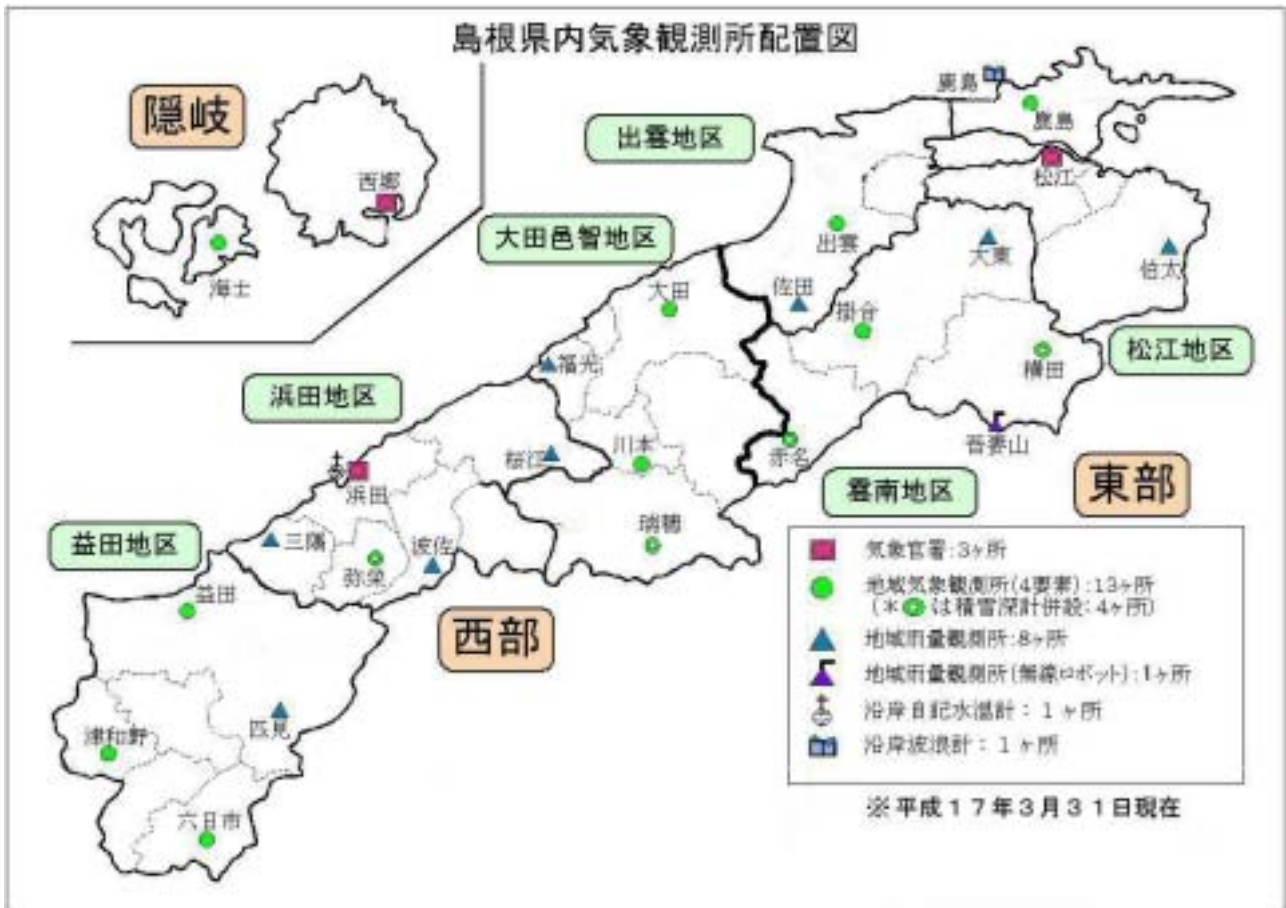 島根県内気象観測所配置図
隠岐
西郷
海士
鹿島
鹿島
出雲地区
松江
大田邑智地区
出雲
大東
伯太
大田
佐田
掛合
松江地区
横田
福光
浜田地区
吾妻山
赤名
川本
桜江
浜田
雲南地区
東部
瑞穂
益田地区
三隅
弥栄
波佐
益田
西部
匹見
津和野
六日市
気象官署:3ヶ所
地域気象観測所(4要素):13ヶ所
(*は積雪深計併設:4ヶ所)
地域雨量観測所:8ヶ所
地域雨量観測所(無線ロボット):1ヶ所
沿岸自記水温計:1ヶ所
沿岸波浪計:1ヶ所
※平成17年3月31日現在